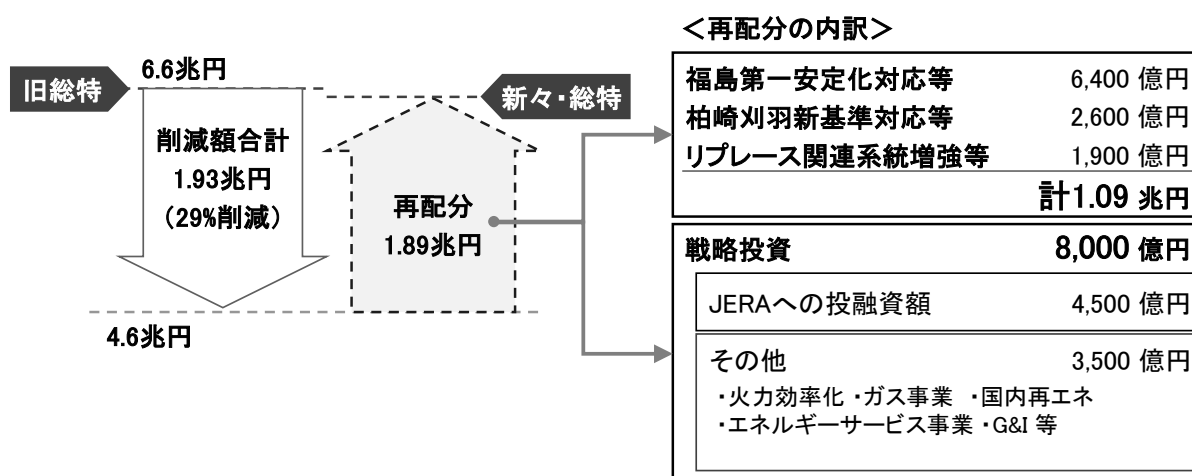 ＜再配分の内訳＞
旧総特
6.6兆円
新々・総特
削減額合計
1.93兆円
（29%削減）
再配分
1.89兆円
4.6兆円
福島第一安定化対応等 6,400 億円
柏崎刈羽新基準対応等 2,600 億円
リプレース関連系統増強等 1,900 億円
計1.09 兆円
戦略投資 8,000 億円
JERAへの投融資額 4,500 億円
その他 3,500 億円
・火力効率化 ・ガス事業 ・国内再エネ
・エネルギーサービス事業 ・G&I 等